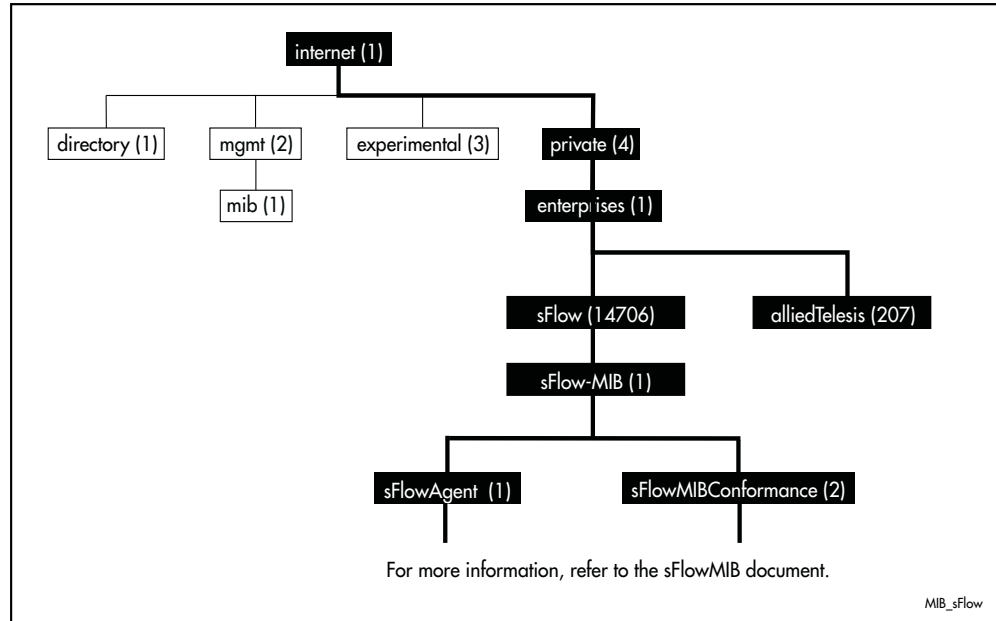 internet (1)
directory (1)
mgmt (2)
experimental (3)
private (4)
mib (1)
enterprises (1)
sFlow (14706)
alliedTelesis (207)
sFlow-MIB (1)
sFlowAgent (1)
sFlowMIBConformance (2)
For more information, refer to the sFlowMIB document.
MIB_sFlow